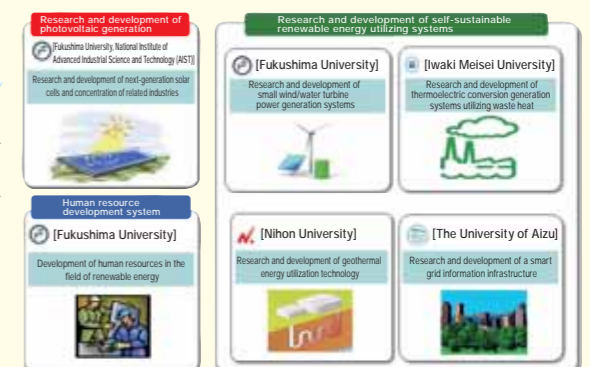 Research and development of
photovoltaic generation
[Fukushima University, National Institute of
Advanced Industrial Science and Technology (AIST)]
Research and development of next-generation solar
cells and concentration of related industries
Human resource
development system
[Fukushima University]
Development of human resources in the
field of renewable energy
Research and development of self-sustainable
renewable energy utilizing systems
[Fukushima University]
Research and development of
small wind/water turbine
power generation systems
[Iwaki Meisei University]
Research and development of
thermoelectric conversion generation
systems utilizing waste heat
[Nihon University]
Research and development of geothermal
energy utilization technology
[The University of Aizu]
Research and development of a smart
grid information infrastructure